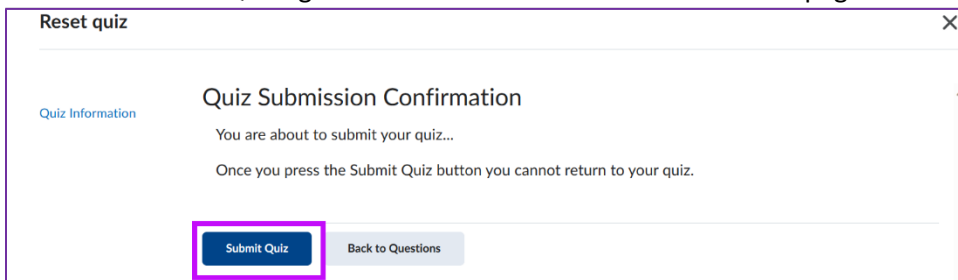 Reset quiz
Quiz Information
Quiz Submission Confirmation
You are about to submit your quiz...
Once you press the Submit Quiz button you cannot return to your quiz.
Submit Quiz
Back to Questions